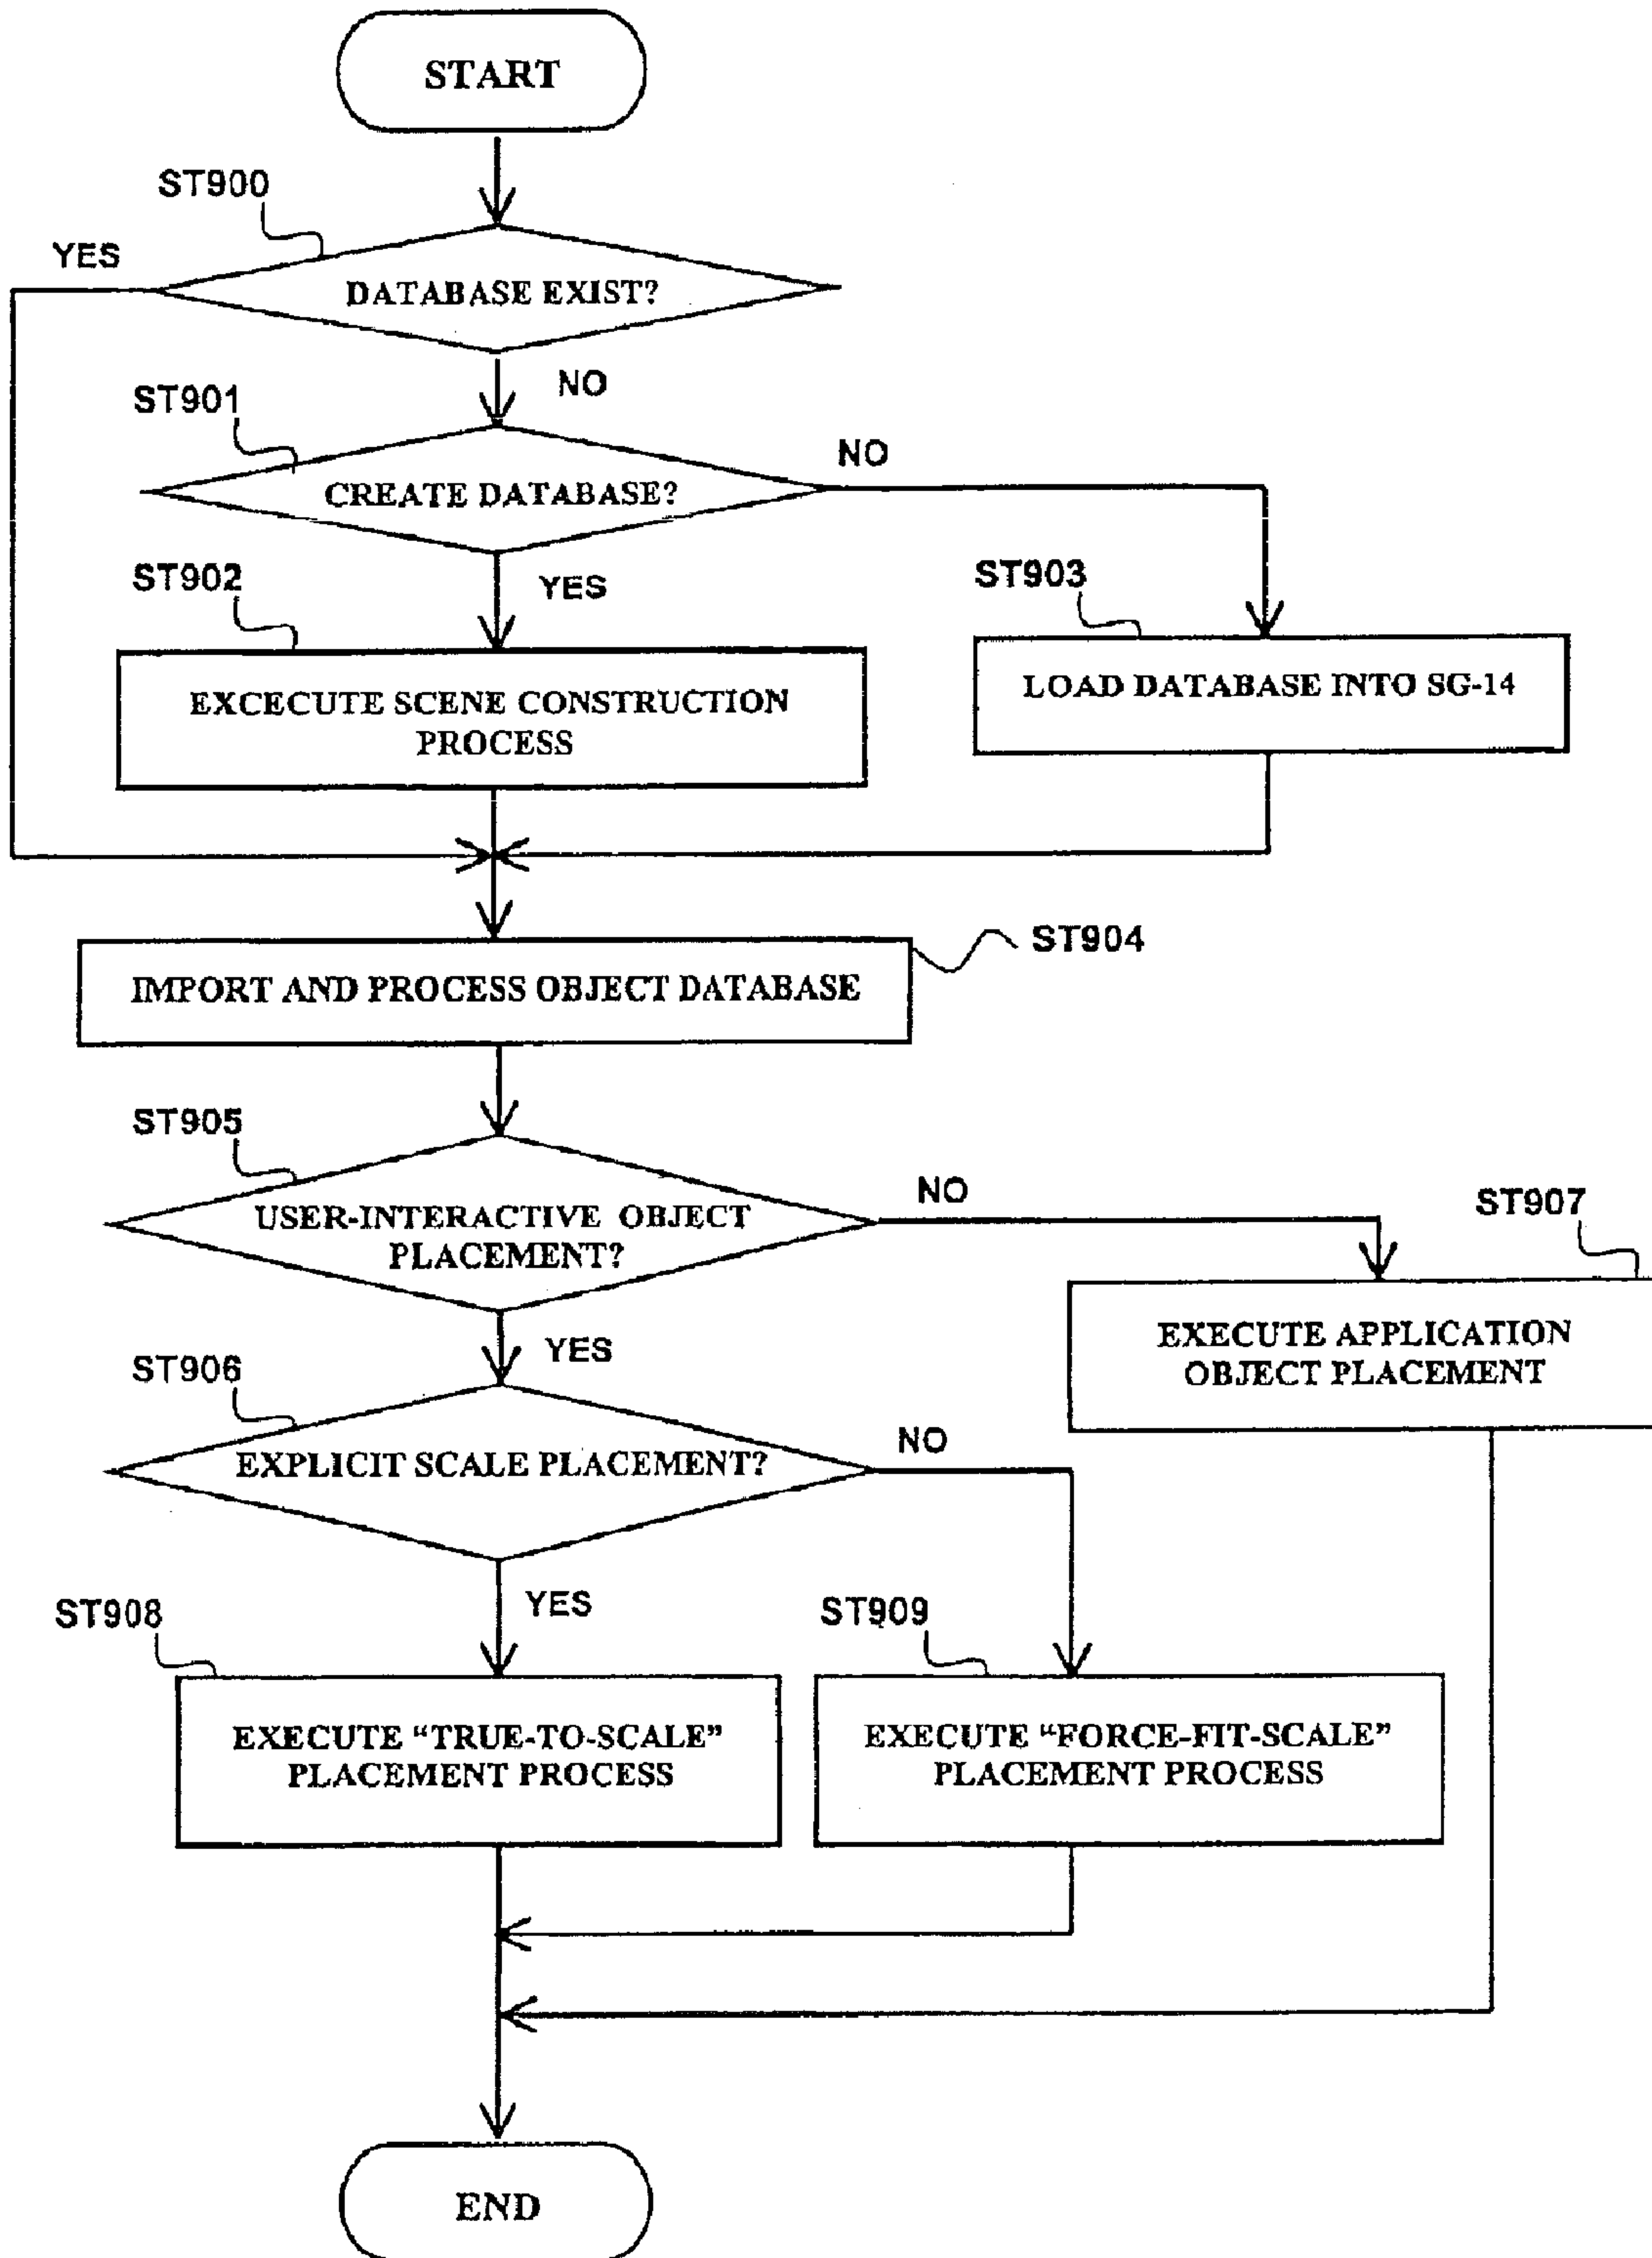 START
ST900
YES
DATABASE EXIST?
NO
ST901
NO
CREATE DATABASE?
ST902
YES
ST903
EXCECUTE SCENE CONSTRUCTION
PROCESS
LOAD DATABASE INTO SG-14
ST904
IMPORT AND PROCESS OBJECT DATABASE
ST905
NO
ST907
USER-INTERACTIVE OBJECT
PLACEMENT?
YES
EXECUTE APPLICATION
OBJECT PLACEMENT
ST906
NO
EXPLICIT SCALE PLACEMENT?
YES
ST908
ST909
EXECUTE “TRUE-TO-SCALE”
PLACEMENT PROCESS
EXECUTE “FORCE-FIT-SCALE”
PLACEMENT PROCESS
END